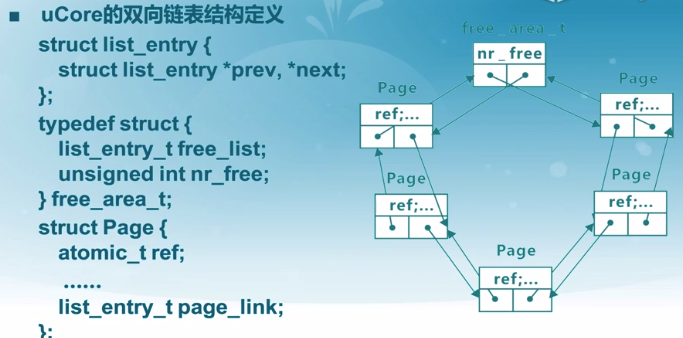 ■ uCore的双向链表结构定义
struct list_entry {
struct list_entry *prev, *next;
};
typedef struct {
list_entry_t free_list;
unsigned int nr_free;
} free_area_t;
struct Page {
atomic_t ref;
……
list_entry_t page_link;
};
free_area_t
nr_free
Page
ref;...
Page
ref;...
Page
ref;...
Page
ref;...
Page
ref;...